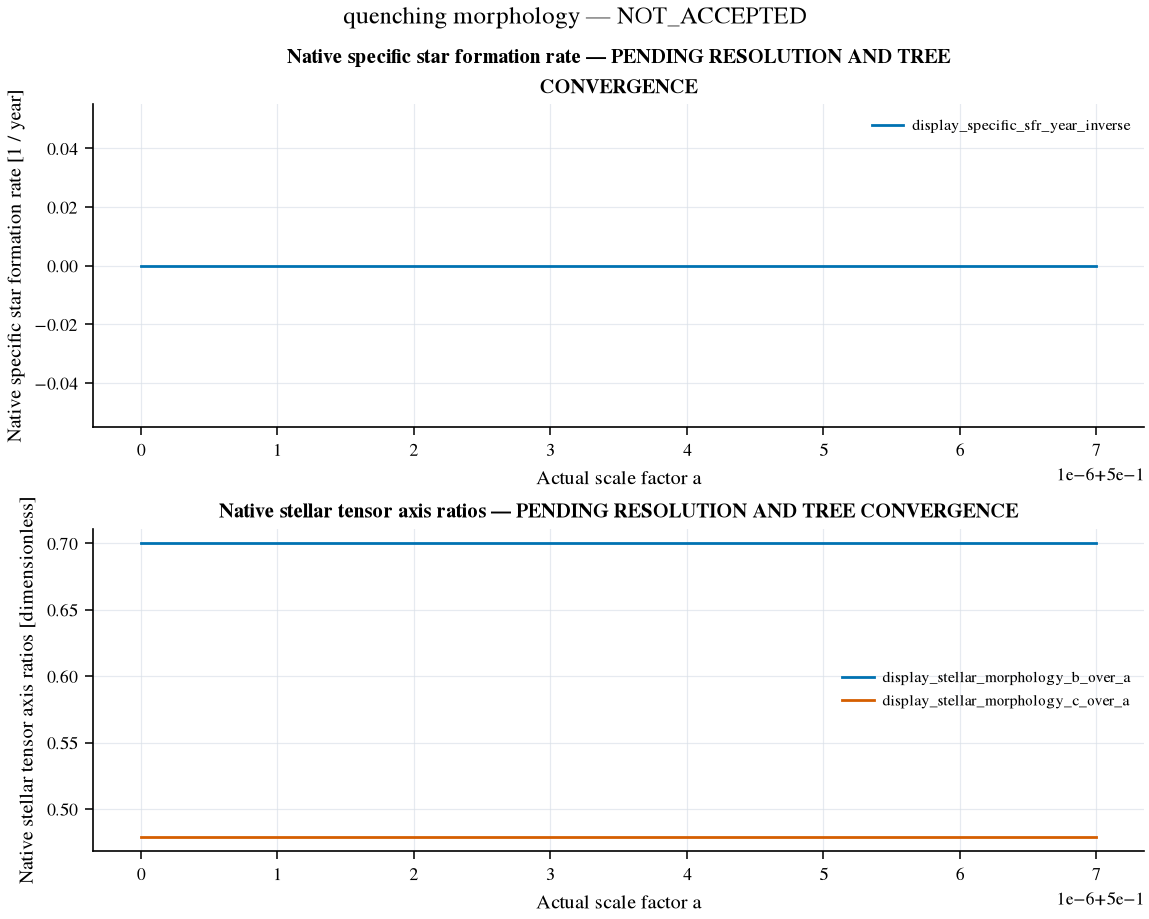 quenching morphology — NOT_ACCEPTED
Native specific star formation rate — PENDING RESOLUTION AND TREE
CONVERGENCE
Native specific star formation rate [1 / year]
display_specific_sfr_year_inverse
0.04
0.02
0.00
−0.02
−0.04
0 1 2 3 4 5 6 7
Actual scale factor a
1e−6+5e−1
Native stellar tensor axis ratios — PENDING RESOLUTION AND TREE CONVERGENCE
Native stellar tensor axis ratios [dimensionless]
0.70
0.65
0.60
0.55
0.50
display_stellar_morphology_b_over_a
display_stellar_morphology_c_over_a
0 1 2 3 4 5 6 7
Actual scale factor a
1e−6+5e−1